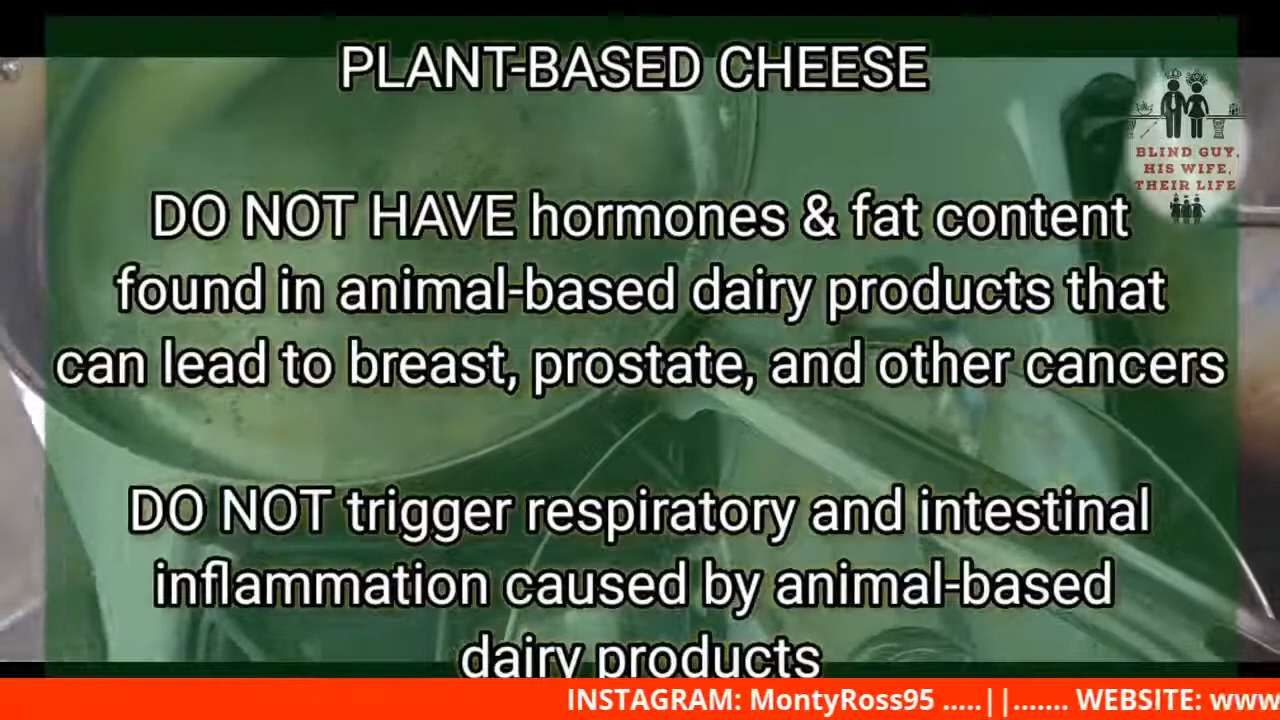 PLANT-BASED CHEESE
BLIND GUY,
HIS WIFE,
THEIR LIFE
DO NOT HAVE hormones & fat content
found in animal-based dairy products that
can lead to breast, prostate, and other cancers
DO NOT trigger respiratory and intestinal
inflammation caused by animal-based
dairy products
INSTAGRAM: MontyRoss95 .....||....... WEBSITE: www